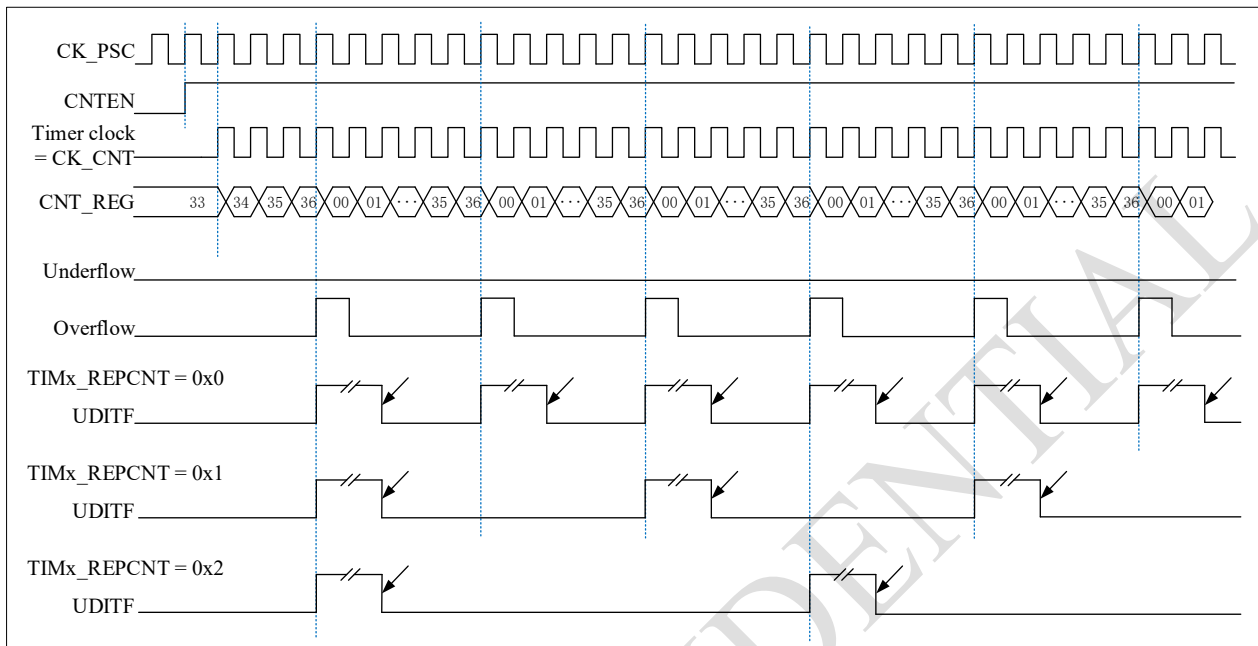 CK_PSC
CNTEN
Timer clock
= CK_CNT
CNT_REG 33 34 35 36 00 01 ··· 35 36 00 01 ··· 35 36 00 01 ··· 35 36 00 01 ··· 35 36 00 01 ··· 35 36 00 01
Underflow
Overflow
TIMx_REPCNT = 0x0
UDITF
TIMx_REPCNT = 0x1
UDITF
TIMx_REPCNT = 0x2
UDITF
IDENTIAL